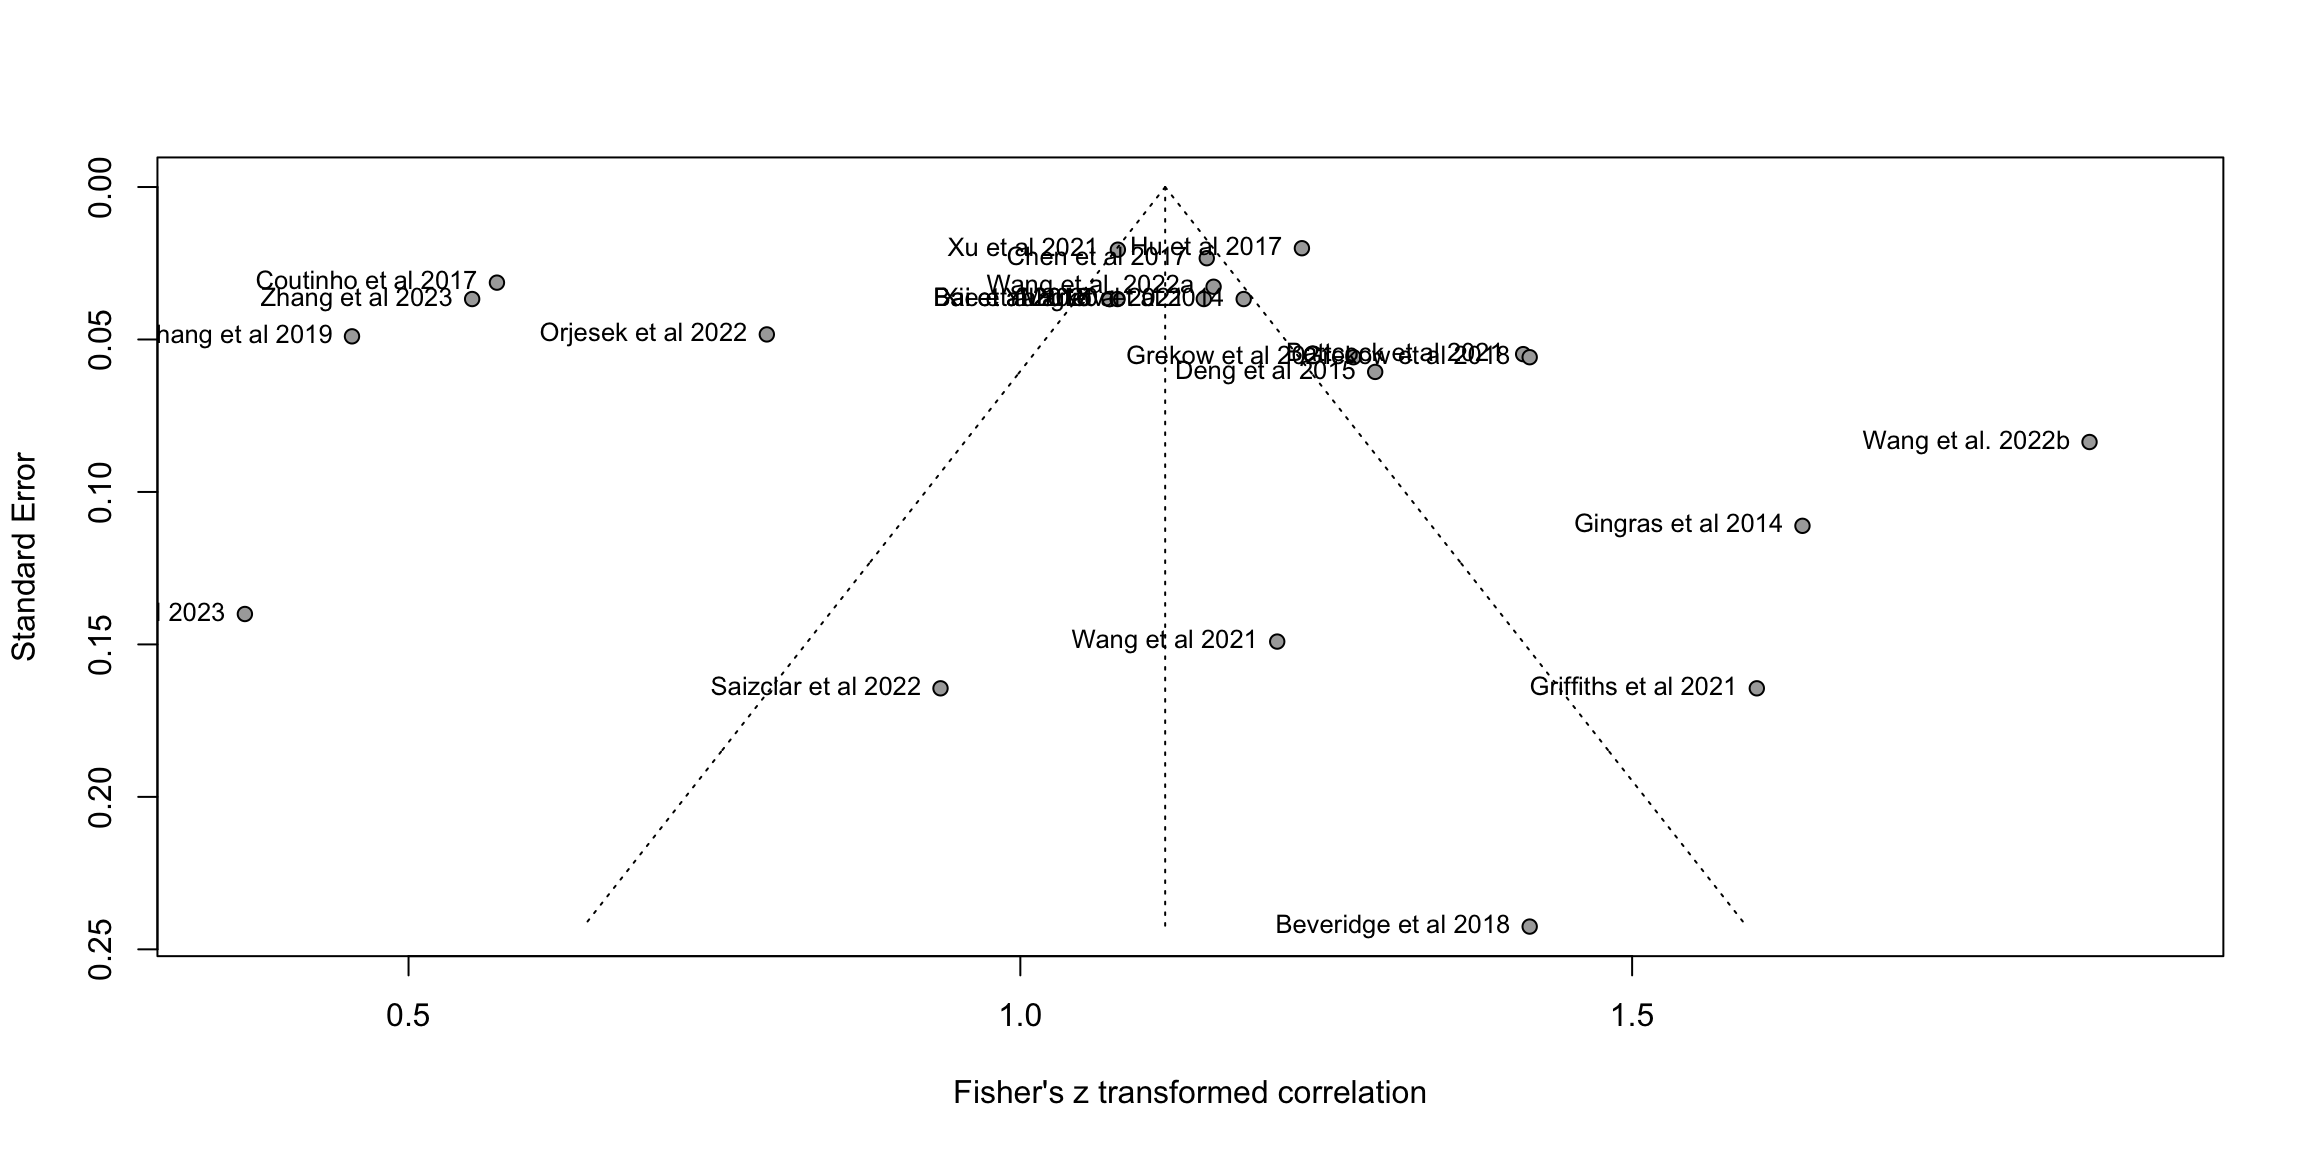 0.00
0.05
0.10
0.15
0.20
0.25
Standard Error
Xu et al 2021
Hu et al 2017
Chen et al 2017
Coutinho et al 2017
Wang et al. 2022a
Zhang et al 2023
hang et al 2019
Orjesek et al 2022
Grekow et al
Grekow et al 2018
Deng et al 2015
Wang et al. 2022b
Gingras et al 2014
l 2023
Wang et al 2021
Saizclar et al 2022
Griffiths et al 2021
Beveridge et al 2018
0.5
1.0
1.5
Fisher's z transformed correlation